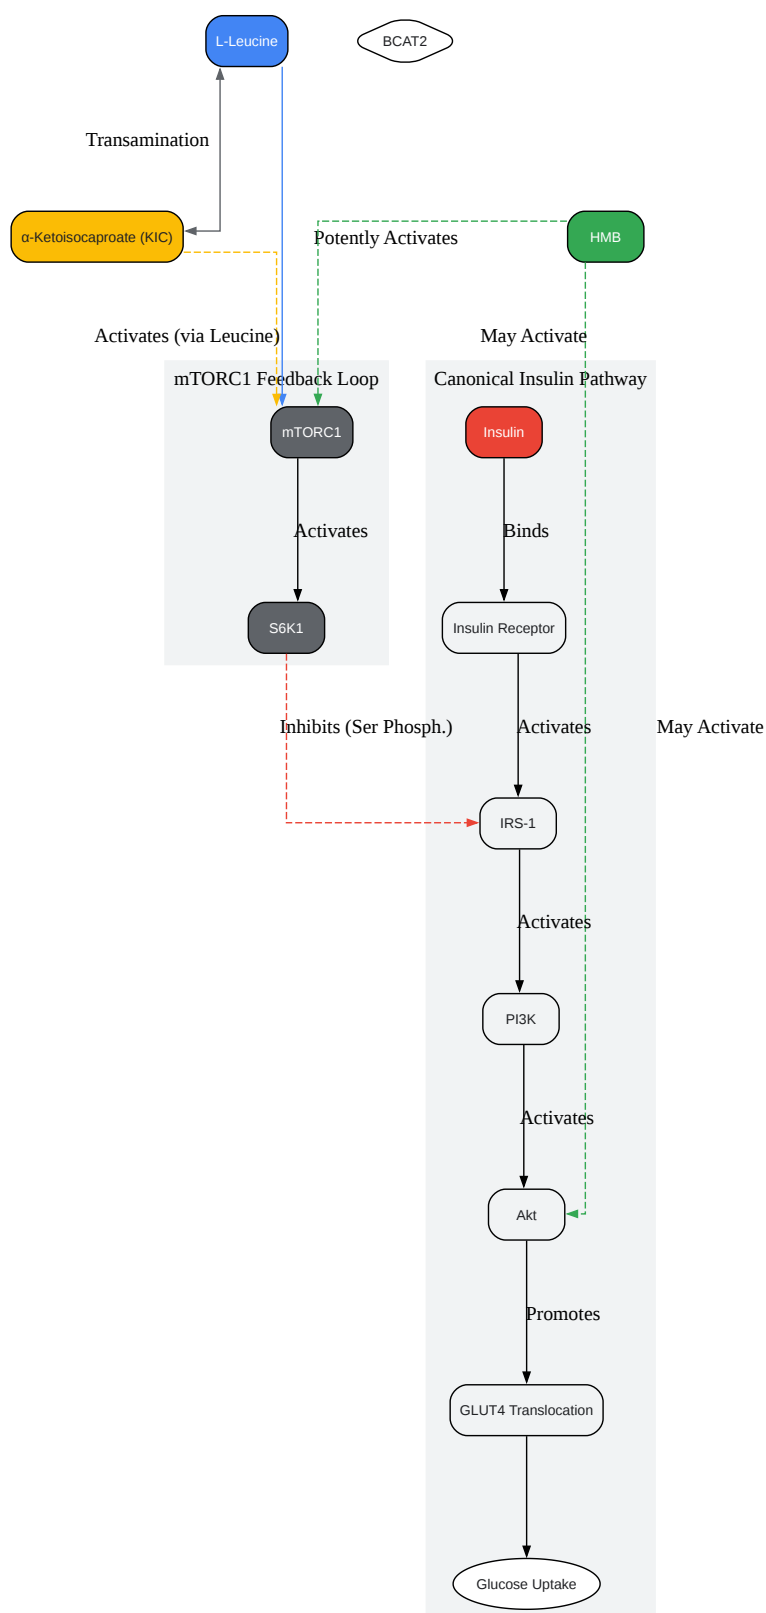 L-Leucine
BCAT2
Transamination
α-Ketoisocaproate (KIC)
Potently Activates
HMB
Activates (via Leucine)
May Activate
mTORC1 Feedback Loop
Canonical Insulin Pathway
mTORC1
Insulin
Activates
Binds
S6K1
Insulin Receptor
Inhibits (Ser Phosph.)
Activates
May Activate
IRS-1
Activates
PI3K
Activates
Akt
Promotes
GLUT4 Translocation
Glucose Uptake